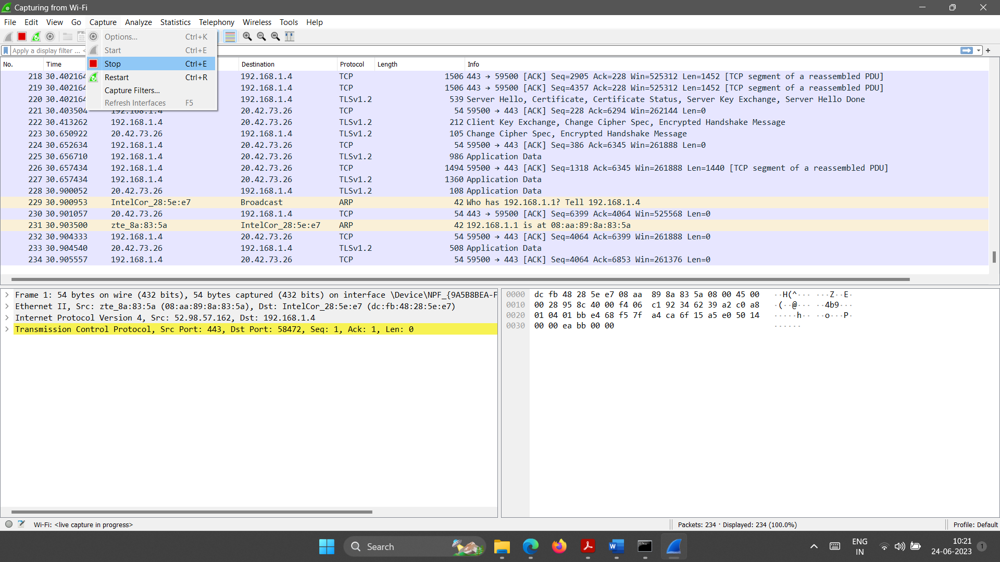 Capturing from Wi-Fi
File Edit View Go Capture Analyze Statistics Telephony Wireless Tools Help
Options... Ctrl+K
Apply a display filter ... <
Start Ctrl+E
Stop Ctrl+E
Restart Ctrl+R
Capture Filters...
Refresh Interfaces F5
No. Time Destination Protocol Length Info
218 30.402164 192.168.1.4 TCP 1506 443 → 59500 [ACK] Seq=2905 Ack=228 Win=525312 Len=1452 [TCP segment of a reassembled PDU]
219 30.402164 192.168.1.4 TCP 1506 443 → 59500 [ACK] Seq=4357 Ack=228 Win=525312 Len=1452 [TCP segment of a reassembled PDU]
220 30.402164 192.168.1.4 TLSv1.2 539 Server Hello, Certificate, Certificate Status, Server Key Exchange, Server Hello Done
221 30.403504 192.168.1.4 20.42.73.26 TCP 54 59500 → 443 [ACK] Seq=228 Ack=6294 Win=262144 Len=0
222 30.413262 192.168.1.4 20.42.73.26 TLSv1.2 212 Client Key Exchange, Change Cipher Spec, Encrypted Handshake Message
223 30.650922 20.42.73.26 192.168.1.4 TLSv1.2 105 Change Cipher Spec, Encrypted Handshake Message
224 30.652634 192.168.1.4 20.42.73.26 TCP 54 59500 → 443 [ACK] Seq=386 Ack=6345 Win=261888 Len=0
225 30.656710 192.168.1.4 20.42.73.26 TLSv1.2 986 Application Data
226 30.657434 192.168.1.4 20.42.73.26 TCP 1494 59500 → 443 [ACK] Seq=1318 Ack=6345 Win=261888 Len=1440 [TCP segment of a reassembled PDU]
227 30.657434 192.168.1.4 20.42.73.26 TLSv1.2 1360 Application Data
228 30.900052 20.42.73.26 192.168.1.4 TLSv1.2 108 Application Data
229 30.900953 IntelCor_28:5e:e7 Broadcast ARP 42 Who has 192.168.1.1? Tell 192.168.1.4
230 30.901057 20.42.73.26 192.168.1.4 TCP 54 443 → 59500 [ACK] Seq=6399 Ack=4064 Win=525568 Len=0
231 30.903500 zte_8a:83:5a IntelCor_28:5e:e7 ARP 42 192.168.1.1 is at 08:aa:89:8a:83:5a
232 30.904333 192.168.1.4 20.42.73.26 TCP 54 59500 → 443 [ACK] Seq=4064 Ack=6399 Win=261888 Len=0
233 30.904540 20.42.73.26 192.168.1.4 TLSv1.2 508 Application Data
234 30.905557 192.168.1.4 20.42.73.26 TCP 54 59500 → 443 [ACK] Seq=4064 Ack=6853 Win=261376 Len=0
Frame 1: 54 bytes on wire (432 bits), 54 bytes captured (432 bits) on interface \Device\NPF_{9A5B8BEA-F
Ethernet II, Src: zte_8a:83:5a (08:aa:89:8a:83:5a), Dst: IntelCor_28:5e:e7 (dc:fb:48:28:5e:e7)
Internet Protocol Version 4, Src: 52.98.57.162, Dst: 192.168.1.4
Transmission Control Protocol, Src Port: 443, Dst Port: 58472, Seq: 1, Ack: 1, Len: 0
0000 dc fb 48 28 5e e7 08 aa 89 8a 83 5a 08 00 45 00 ··H(^··· ···Z··E·
0010 00 28 95 8c 40 00 f4 06 c1 92 34 62 39 a2 c0 a8 ·(··@··· ··4b9···
0020 01 04 01 bb e4 68 f5 7f a4 ca 6f 15 a5 e0 50 14 ·····h·· ··o···P·
0030 00 00 ea bb 00 00 ······
Wi-Fi: <live capture in progress>
Packets: 234 · Displayed: 234 (100.0%)
Profile: Default
Search
ENG
IN
10:21
24-06-2023
1